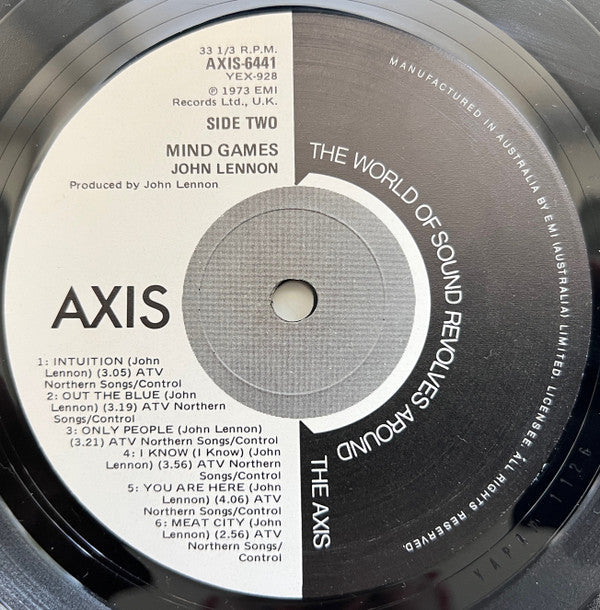 33 1/3 R.P.M.
AXIS-6441
YEX-928
℗ 1973 EMI
Records Ltd., U.K.
SIDE TWO
MIND GAMES
JOHN LENNON
Produced by John Lennon
AXIS
1: INTUITION (John
Lennon) (3.05) ATV
Northern Songs/Control
2: OUT THE BLUE (John
Lennon) (3.19) ATV Northern
Songs/Control
3: ONLY PEOPLE (John Lennon)
(3.21) ATV Northern Songs/Control
4: I KNOW (I Know) (John
Lennon) (3.56) ATV Northern
Songs/Control
5: YOU ARE HERE (John
Lennon) (4.06) ATV
Northern Songs/Control
6: MEAT CITY (John
Lennon) (2.56) ATV
Northern Songs/
Control
THE WORLD OF SOUND REVOLVES AROUND
THE AXIS
MANUFACTURED IN AUSTRALIA BY EMI (AUSTRALIA) LIMITED. LICENSEE. ALL RIGHTS RESERVED.